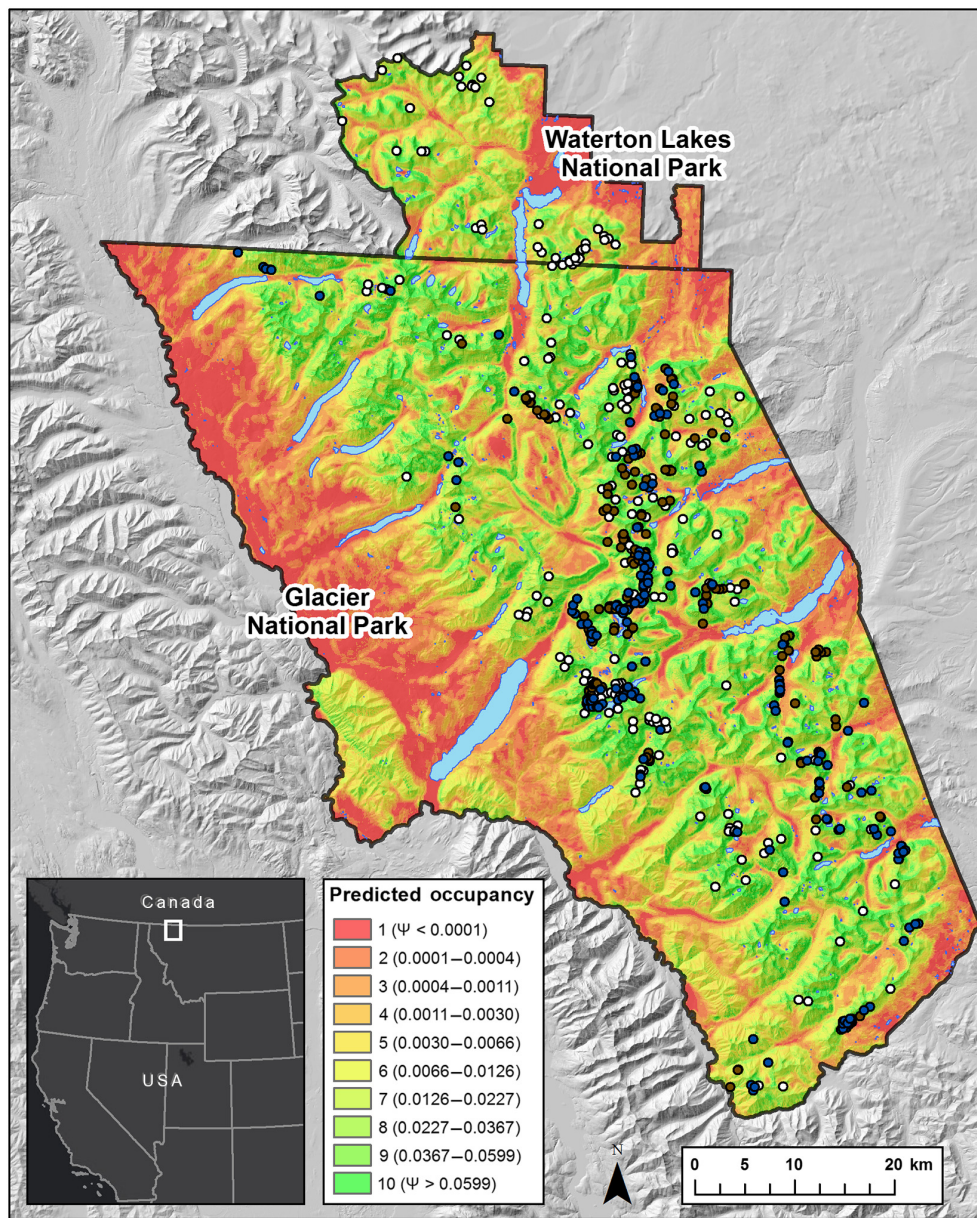 Waterton Lakes
National Park
Glacier
National Park
Canada
USA
Predicted occupancy
1 (Ψ < 0.0001)
2 (0.0001–0.0004)
3 (0.0004–0.0011)
4 (0.0011–0.0030)
5 (0.0030–0.0066)
6 (0.0066–0.0126)
7 (0.0126–0.0227)
8 (0.0227–0.0367)
9 (0.0367–0.0599)
10 (Ψ > 0.0599)
N
0 5 10 20 km